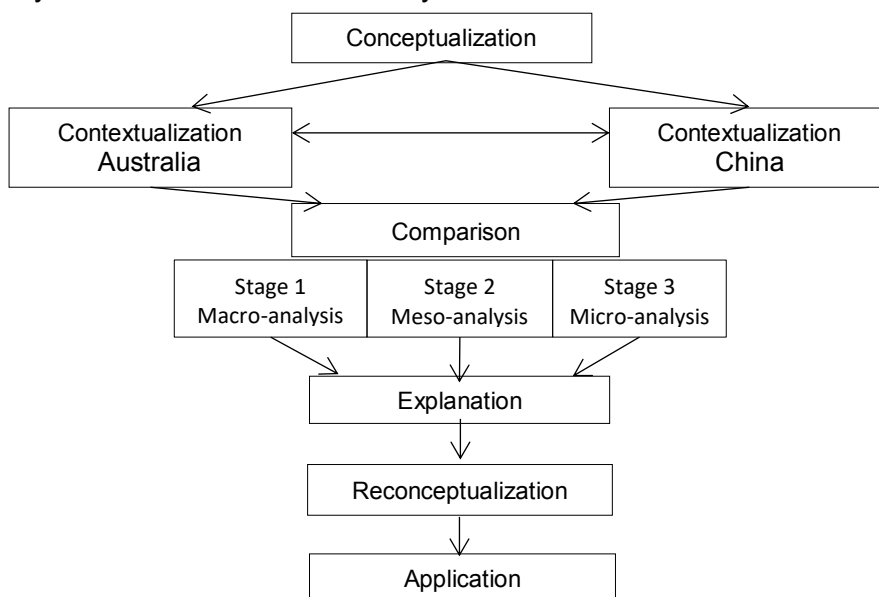 Conceptualization
Contextualization
Australia
Contextualization
China
Comparison
Stage 1
Macro-analysis
Stage 2
Meso-analysis
Stage 3
Micro-analysis
Explanation
Reconceptualization
Application